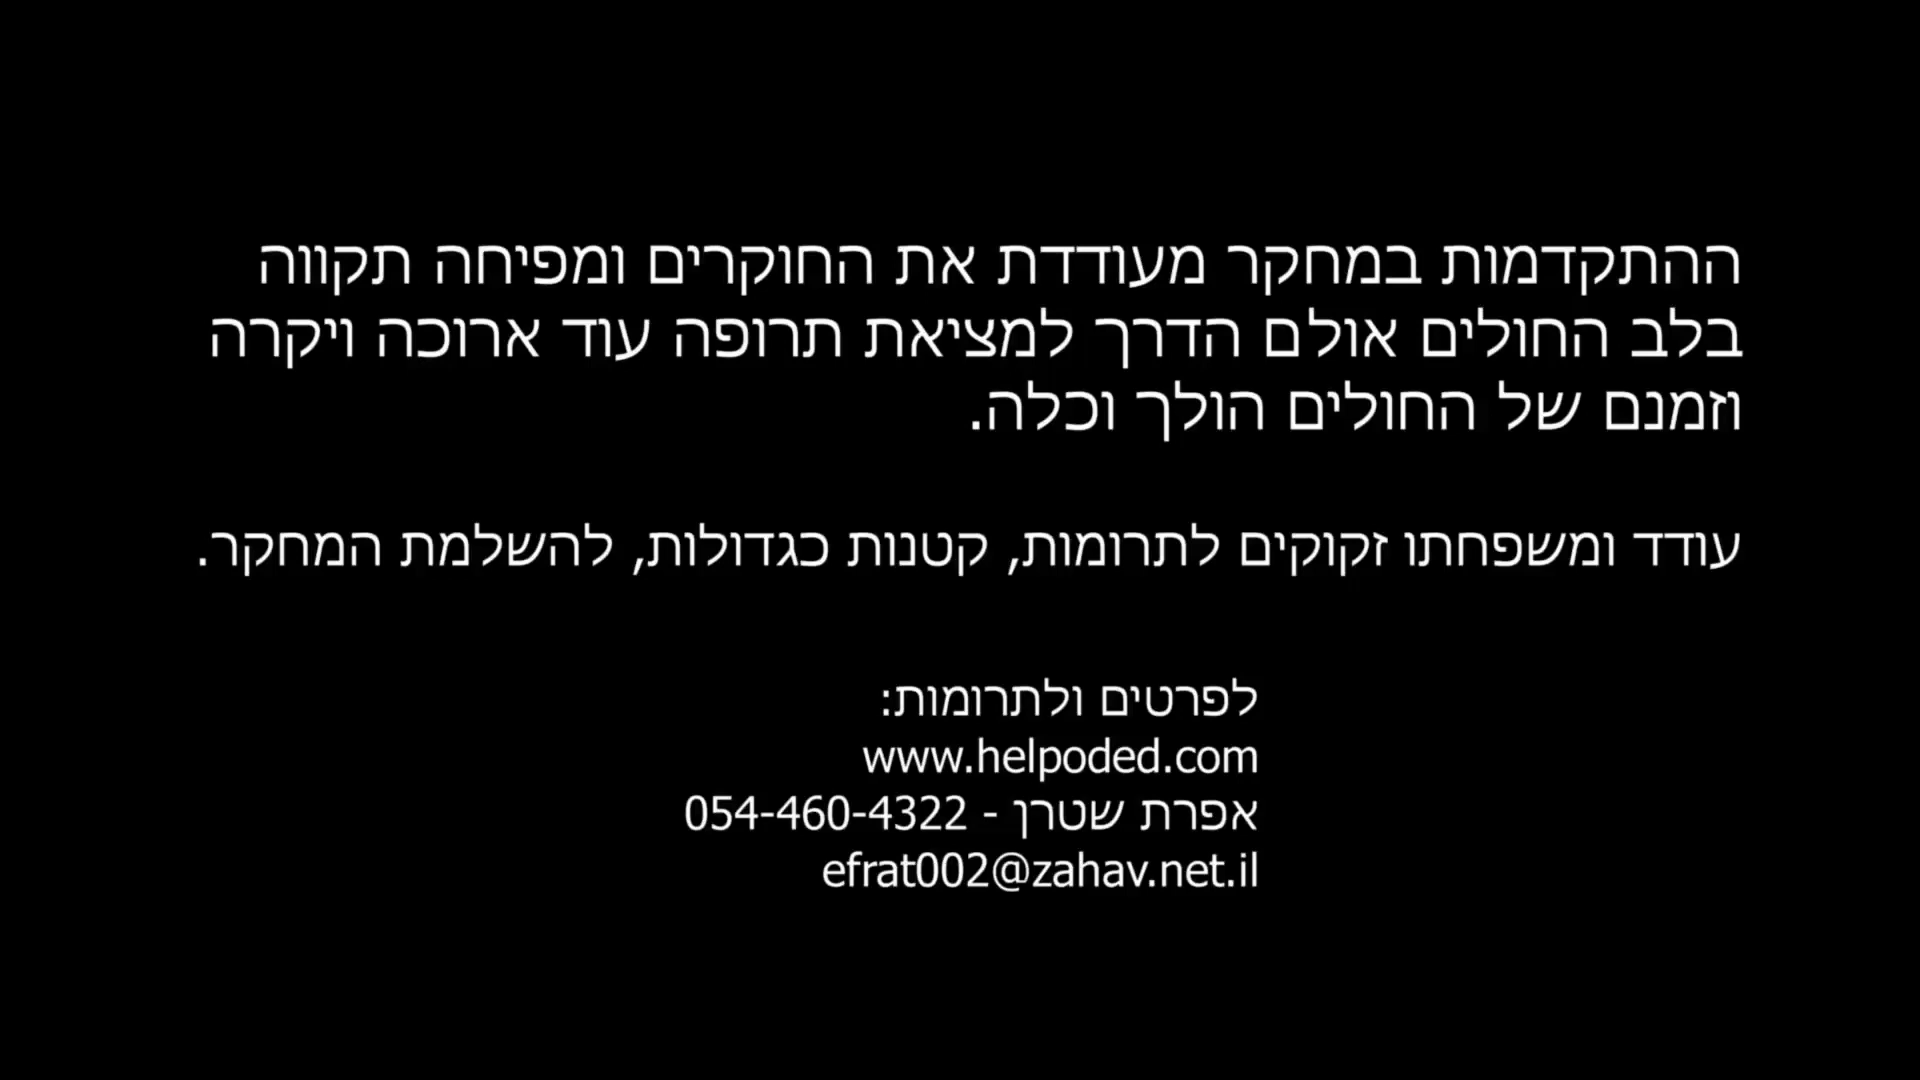 ההתקדמות במחקר מעודדת את החוקרים ומפיחה תקווה
בלב החולים אולם הדרך למציאת תרופה עוד ארוכה ויקרה
וזמנם של החולים הולך וכלה.
עודד ומשפחתו זקוקים לתרומות, קטנות כגדולות, להשלמת המחקר.
לפרטים ולתרומות:
www.helpoded.com
אפרת שטרן - 054-460-4322
efrat002@zahav.net.il